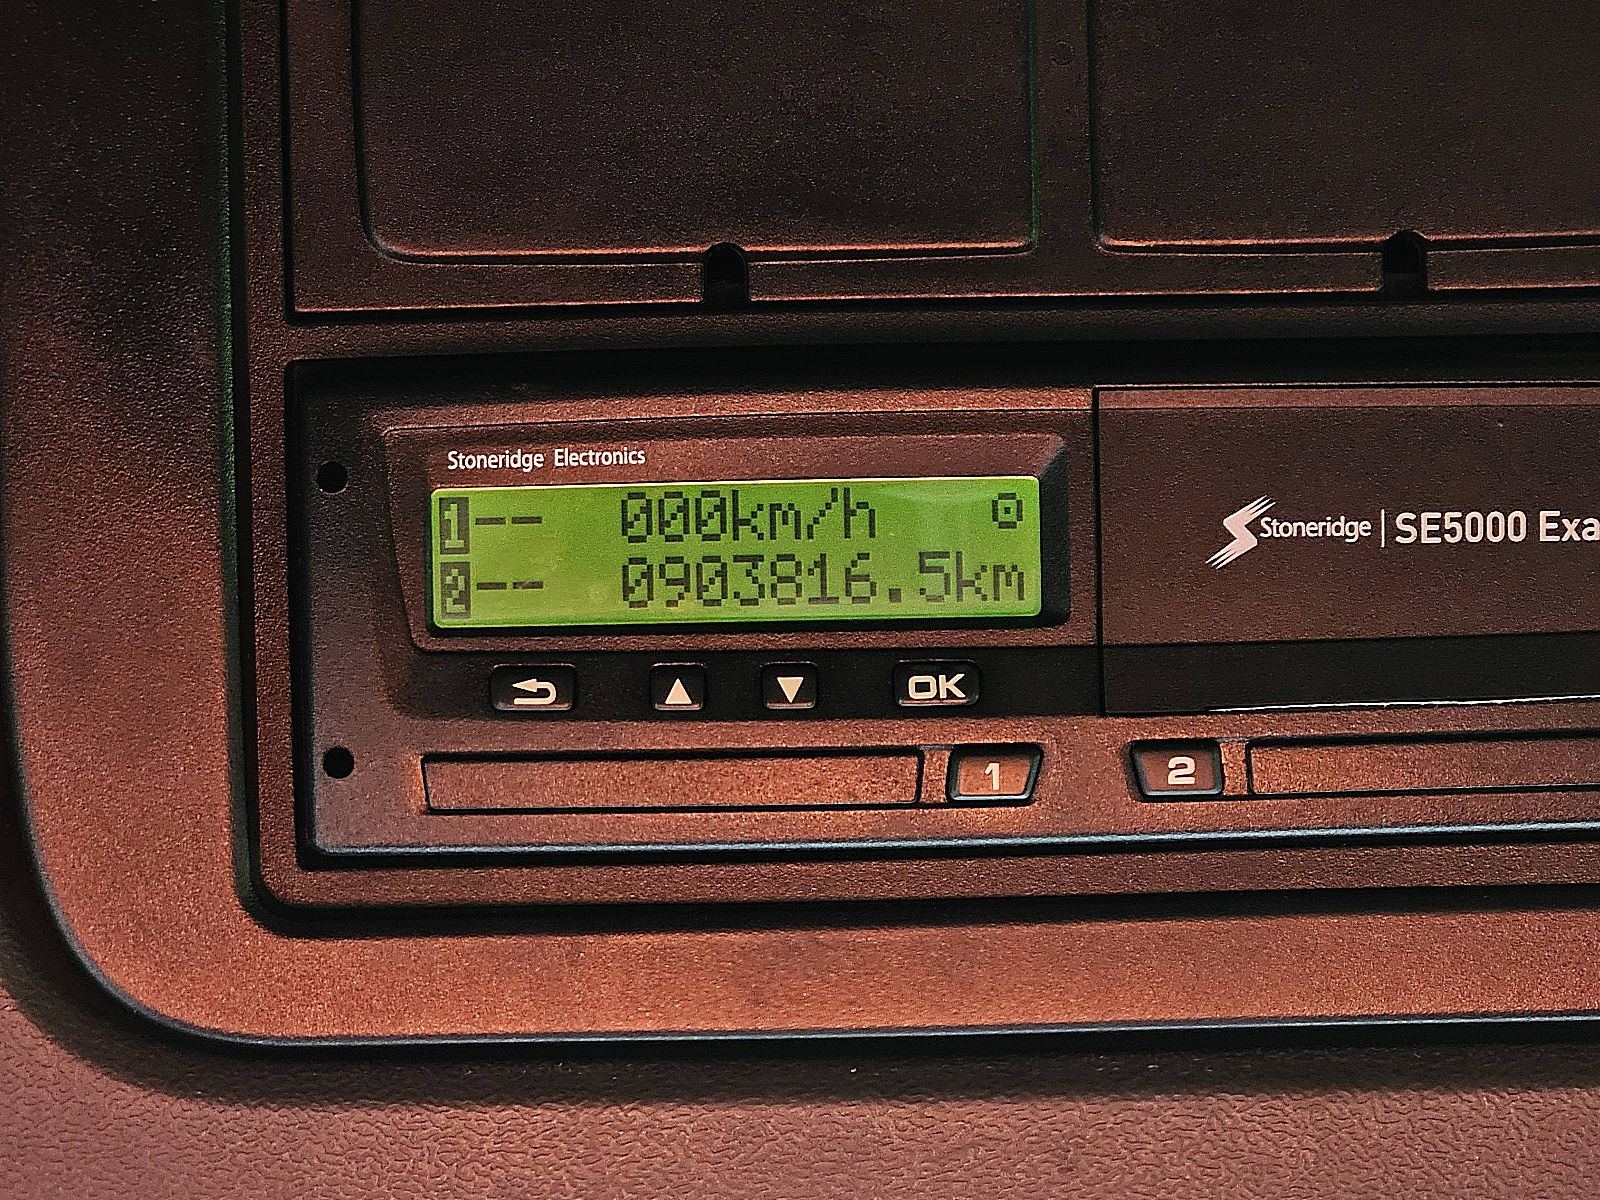 Stoneridge Electronics
1-- 000km/h
2-- 0903816.5km
Stoneridge | SE5000 Exa
OK
1 2